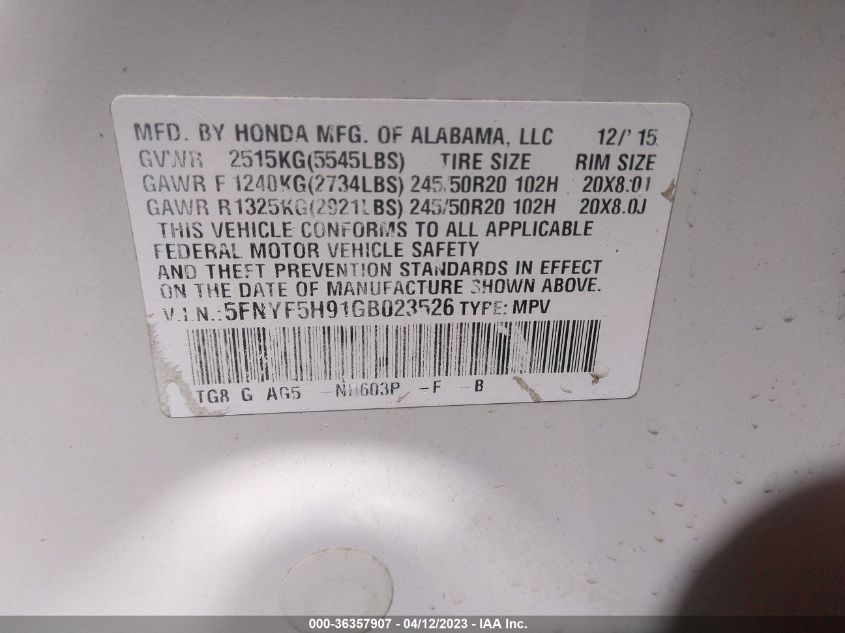 MFD. BY HONDA MFG. OF ALABAMA, LLC 12/'15
GVWR 2515KG(5545LBS) TIRE SIZE RIM SIZE
GAWR F 1240KG(2734LBS) 245/50R20 102H 20X8.0J
GAWR R 1325KG(2921LBS) 245/50R20 102H 20X8.0J
THIS VEHICLE CONFORMS TO ALL APPLICABLE
FEDERAL MOTOR VEHICLE SAFETY
AND THEFT PREVENTION STANDARDS IN EFFECT
ON THE DATE OF MANUFACTURE SHOWN ABOVE.
V.I.N.:5FNYF5H91GB023526 TYPE: MPV
TG8 G AG5 -NH603P -F -B
000-36357907 - 04/12/2023 - IAA Inc.